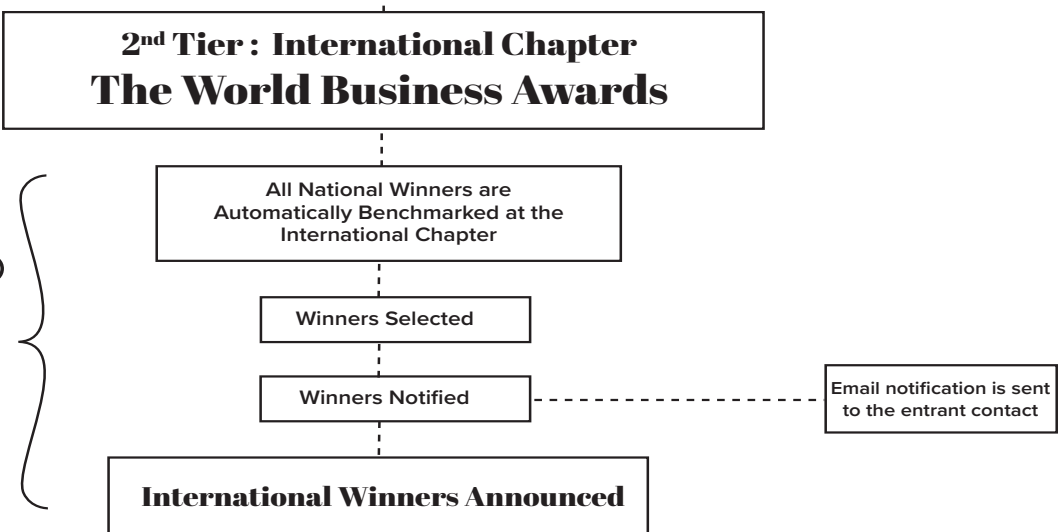 2nd Tier : International Chapter
The World Business Awards
All National Winners are
Automatically Benchmarked at the
International Chapter
Winners Selected
Winners Notified
Email notification is sent
to the entrant contact
International Winners Announced